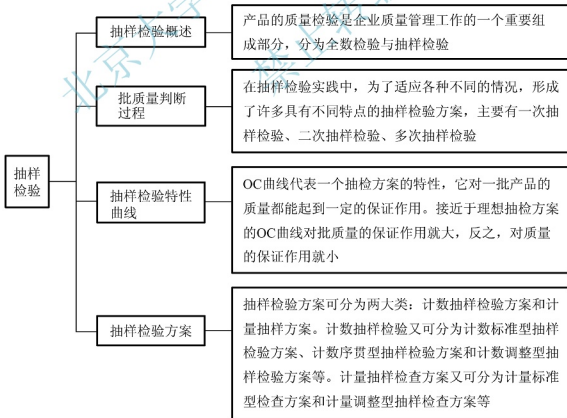 抽样检验概述
产品的质量检验是企业质量管理工作的一个重要组
成部分，分为全数检验与抽样检验
批质量判断
过程
在抽样检验实践中，为了适应各种不同的情况，形成
了许多具有不同特点的抽样检验方案，主要有一次抽
样检验、二次抽样检验、多次抽样检验
抽样
检验
抽样检验特性
曲线
OC曲线代表一个抽检方案的特性，它对一批产品的
质量都能起到一定的保证作用。接近于理想抽检方案
的OC曲线对批质量的保证作用就大，反之，对质量
的保证作用就小
抽样检验方案
抽样检验方案可分为两大类：计数抽样检验方案和计
量抽样方案。计数抽样检验又可分为计数标准型抽样
检验方案、计数序贯型抽样检验方案和计数调整型抽
样检验方案等。计量抽样检查方案又可分为计量标准
型检查方案和计量调整型抽样检查方案等
北京大学
禁止转